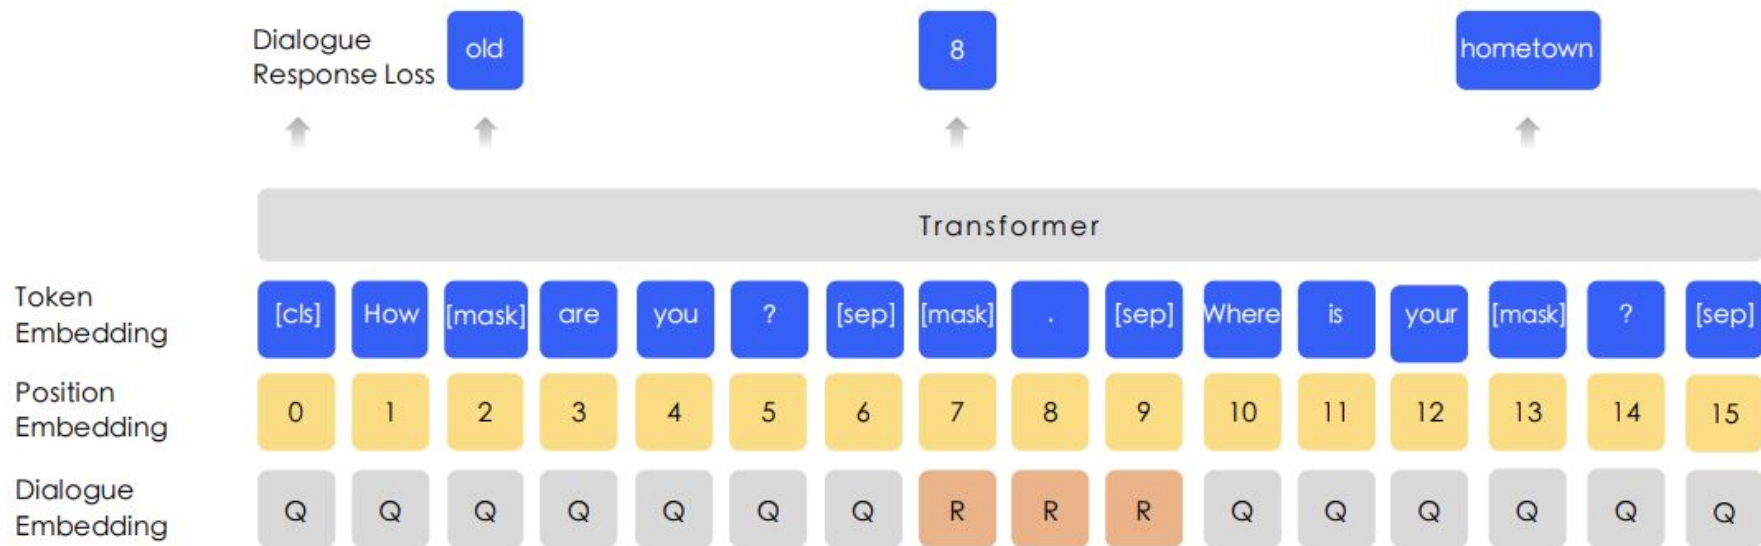 Dialogue
Response Loss
old
8
hometown
Transformer
Token
Embedding
[cls] How [mask] are you ? [sep] [mask] . [sep] Where is your [mask] ? [sep]
Position
Embedding
0 1 2 3 4 5 6 7 8 9 10 11 12 13 14 15
Dialogue
Embedding
Q Q Q Q Q Q Q R R R Q Q Q Q Q Q